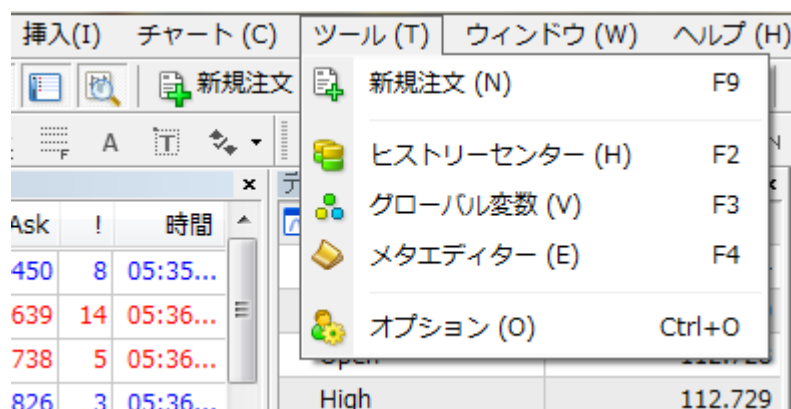 挿入(I) チャート (C) ツール (T) ウィンドウ (W) ヘルプ (H)
新規注文 新規注文 (N) F9
F A T
ヒストリーセンター (H) F2
グローバル変数 (V) F3
メタエディター (E) F4
オプション (O) Ctrl+O
Ask ! 時間
450 8 05:35...
639 14 05:36...
738 5 05:36...
826 3 05:36...
High 112.729